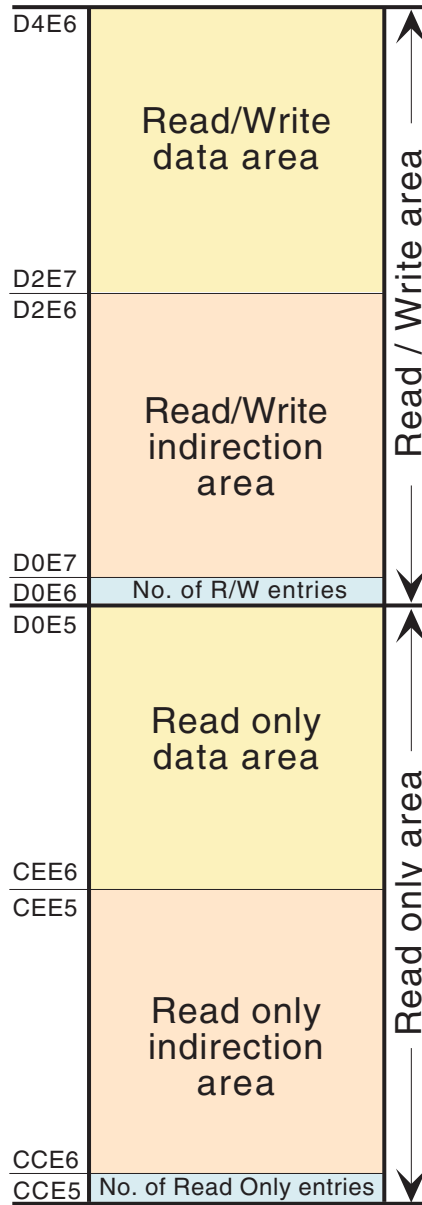 D4E6
Read/Write
data area
D2E7
D2E6
Read/Write
indirection
area
D0E7
D0E6
No. of R/W entries
Read / Write area
D0E5
Read only
data area
CEE6
CEE5
Read only
indirection
area
CCE6
CCE5
No. of Read Only entries
Read only area